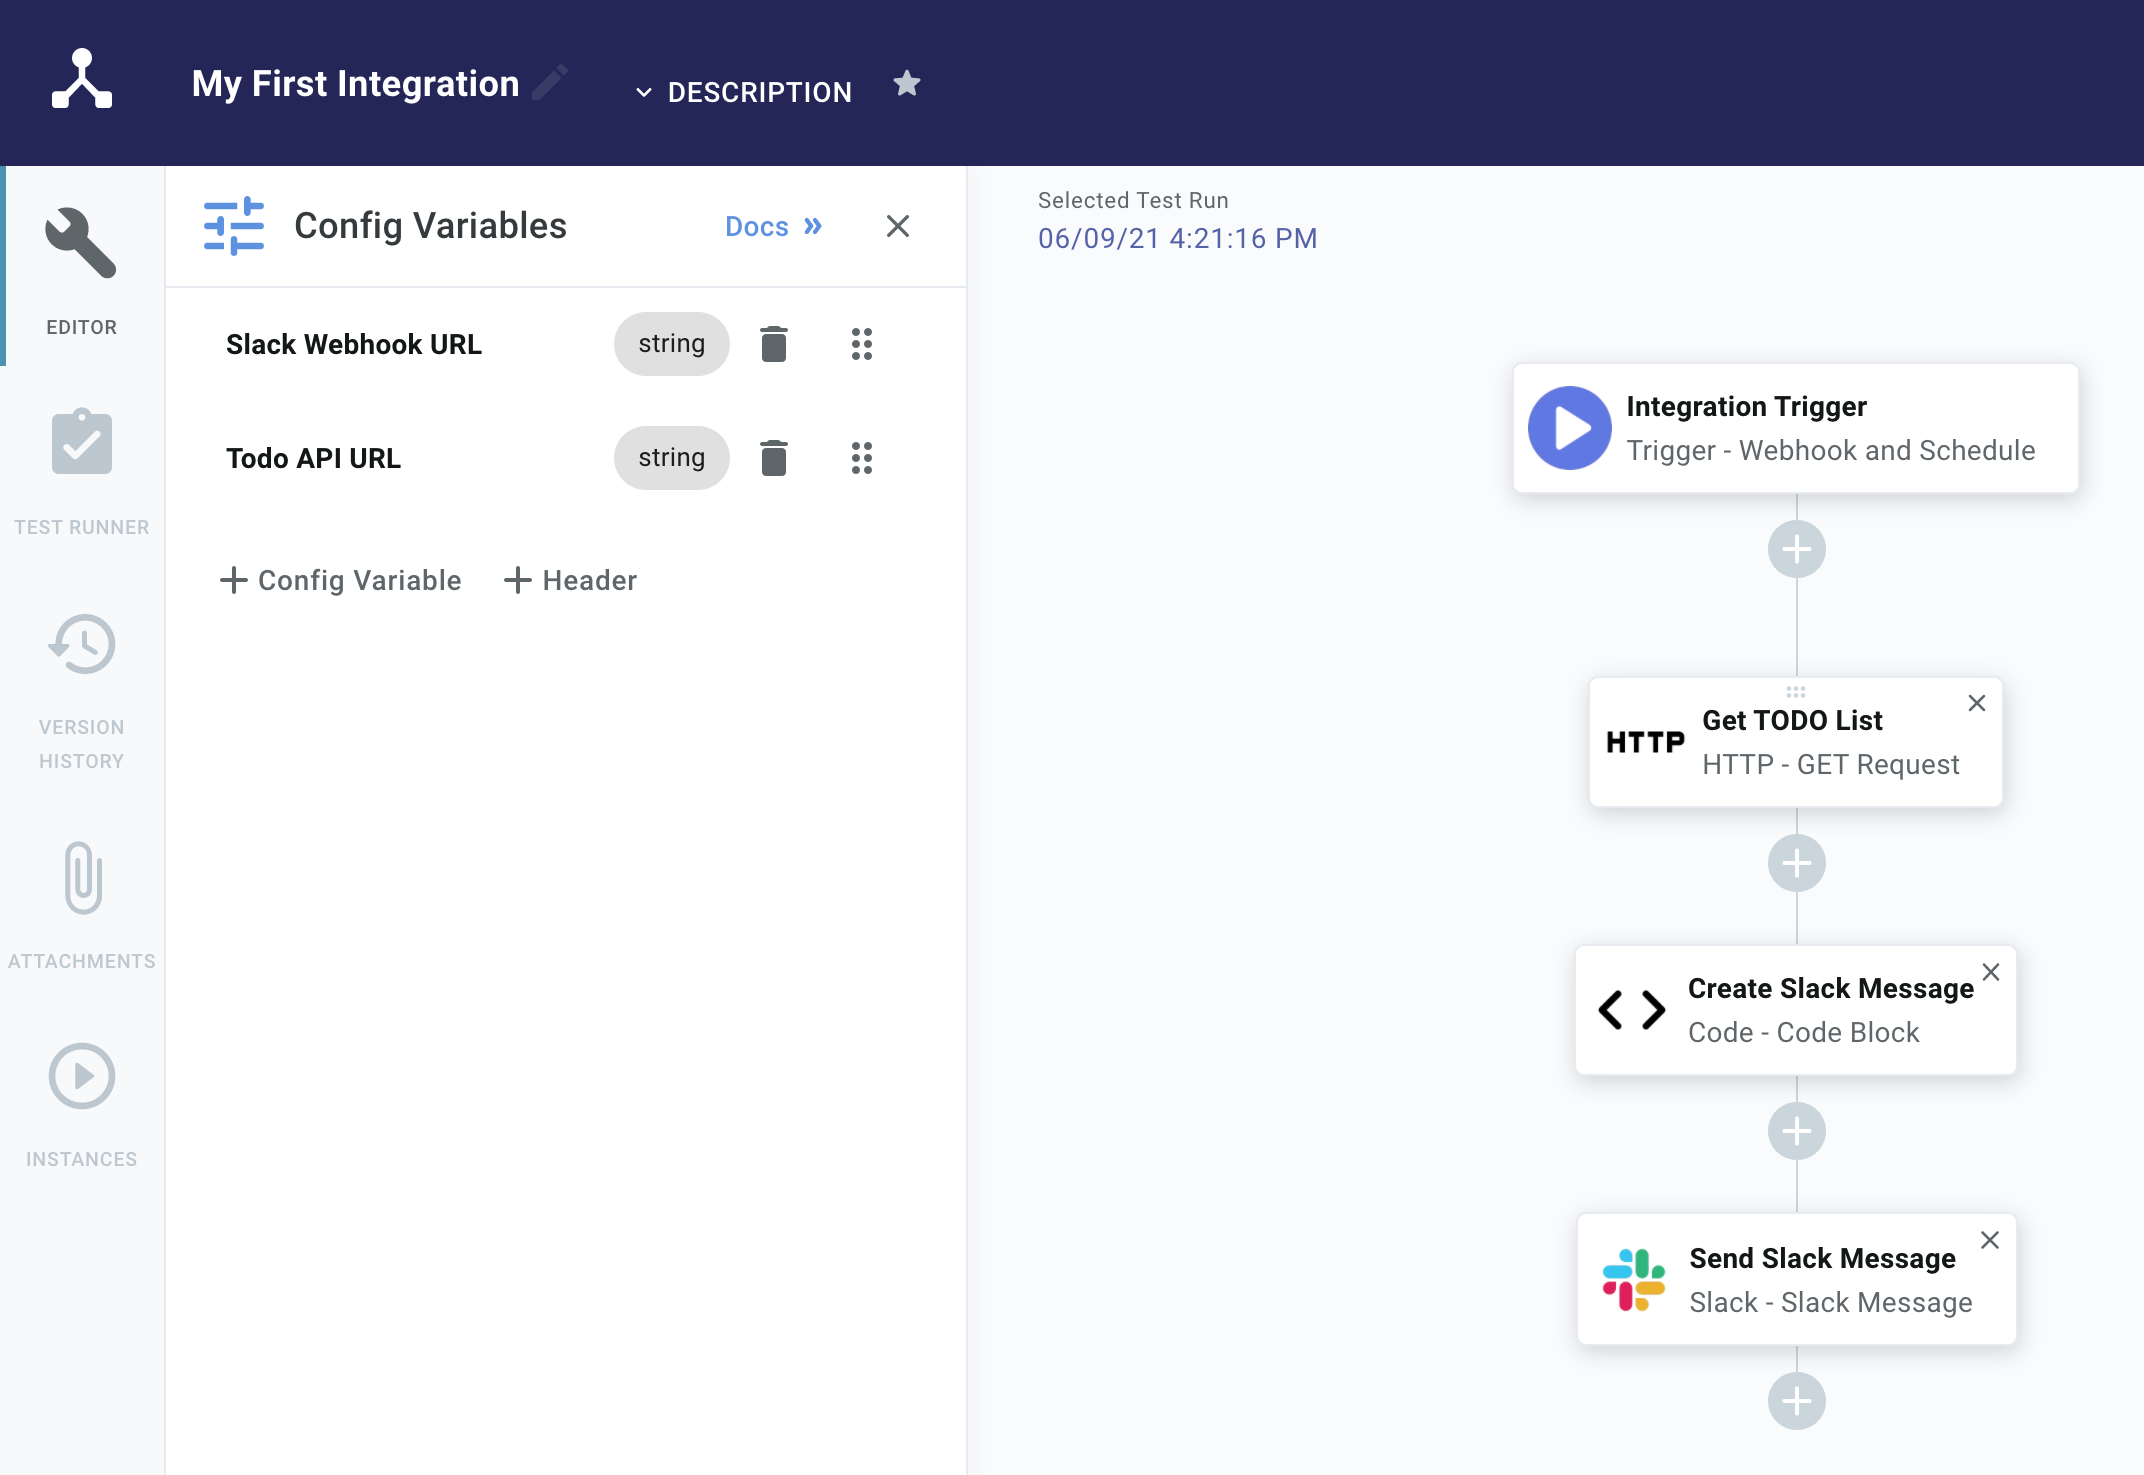 My First Integration
DESCRIPTION
EDITOR
TEST RUNNER
VERSION
HISTORY
ATTACHMENTS
INSTANCES
Config Variables
Docs »
Slack Webhook URL
string
Todo API URL
string
+ Config Variable
+ Header
Selected Test Run
06/09/21 4:21:16 PM
Integration Trigger
Trigger - Webhook and Schedule
HTTP
Get TODO List
HTTP - GET Request
Create Slack Message
Code - Code Block
Send Slack Message
Slack - Slack Message